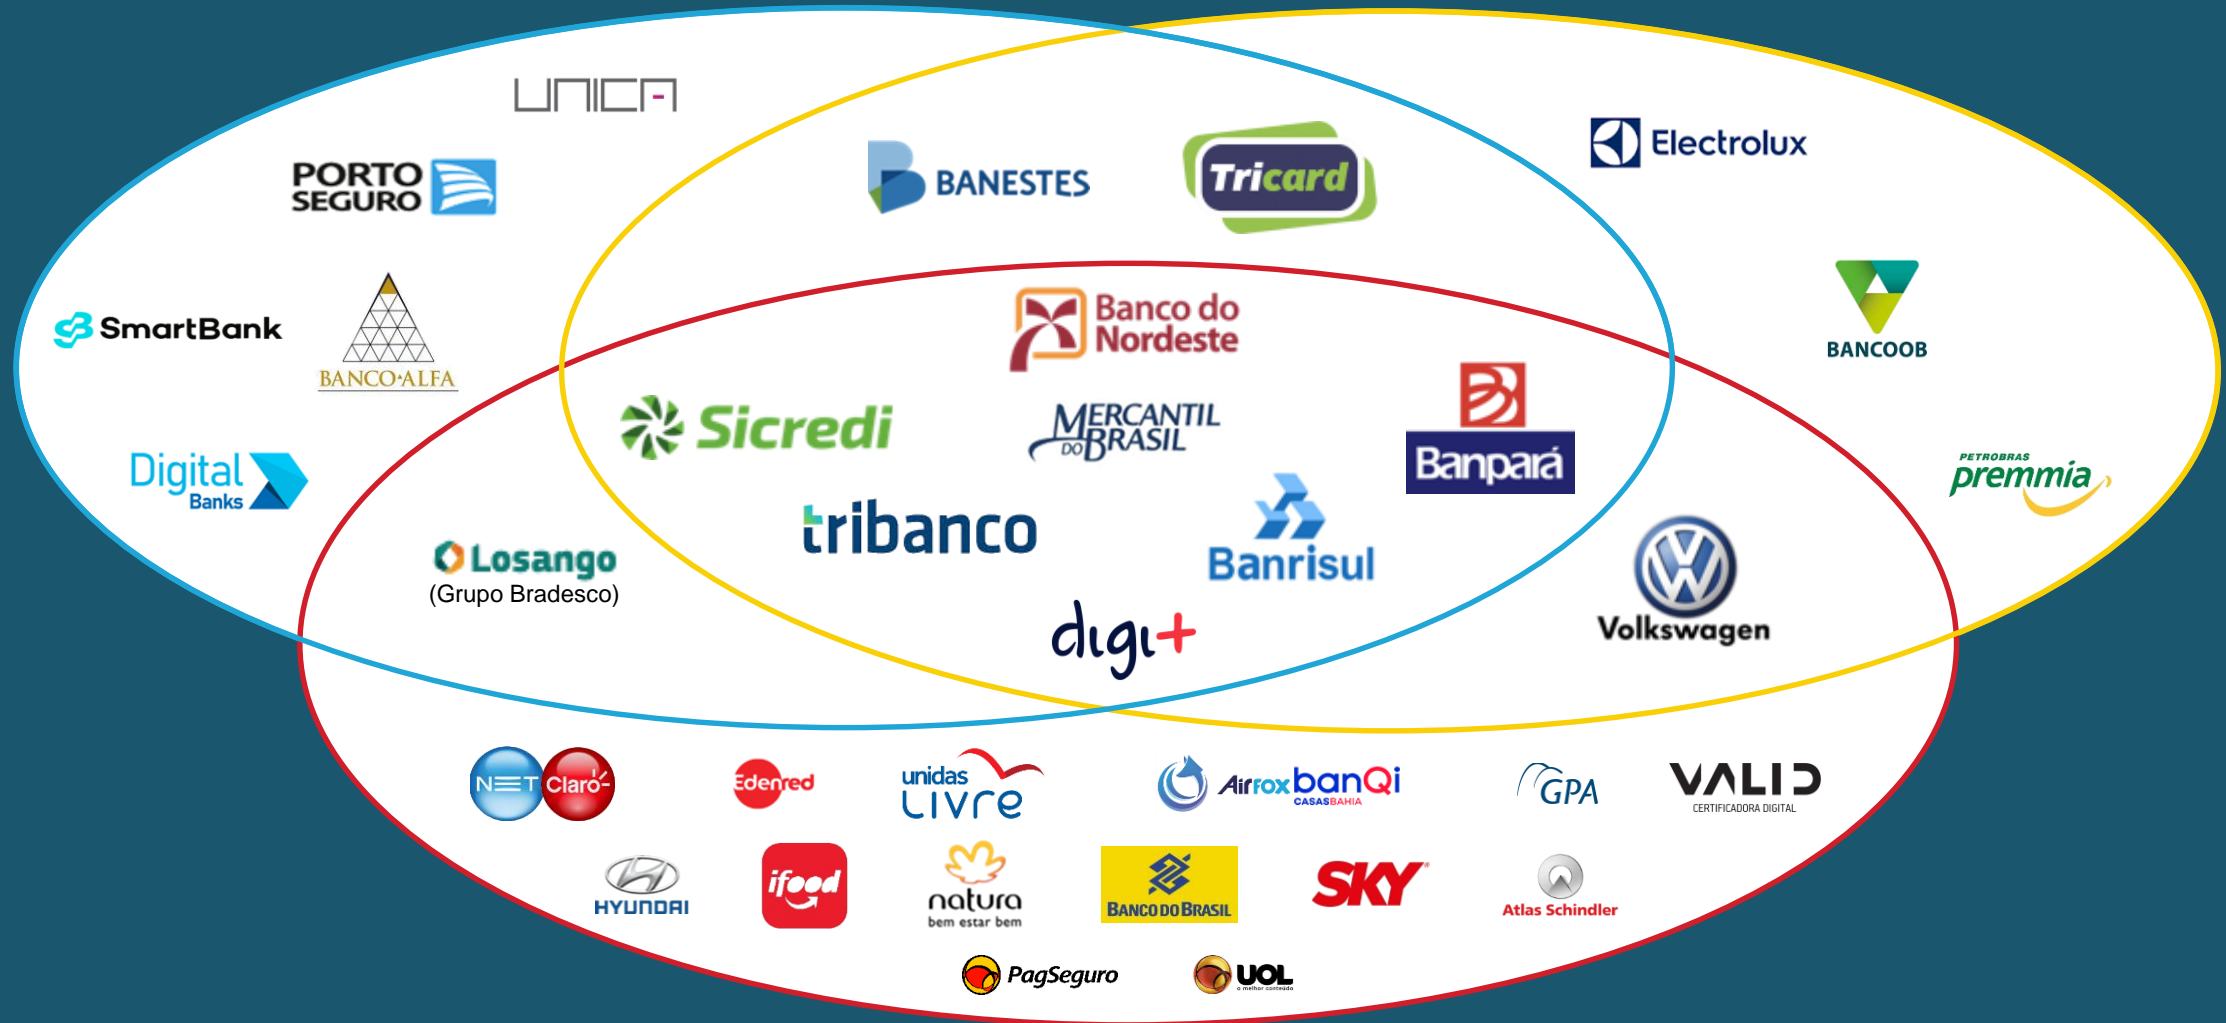 UNICA
PORTO
SEGURO
BANESTES
Tricard
Electrolux
SmartBank
BANCO ALFA
Banco do
Nordeste
BANCOOB
Sicredi
MERCANTIL
DO BRASIL
Banpará
Digital
Banks
PETROBRAS
premmia
Losango
(Grupo Bradesco)
tribanco
Banrisul
Volkswagen
digi+
NET
Claro
Edenred
unidas
LIVre
Airfox
banQi
CASASBAHIA
GPA
VALID
CERTIFICADORA DIGITAL
HYUNDAI
ifood
natura
bem estar bem
BANCO DO BRASIL
SKY
Atlas Schindler
PagSeguro
UOL
o melhor conteúdo